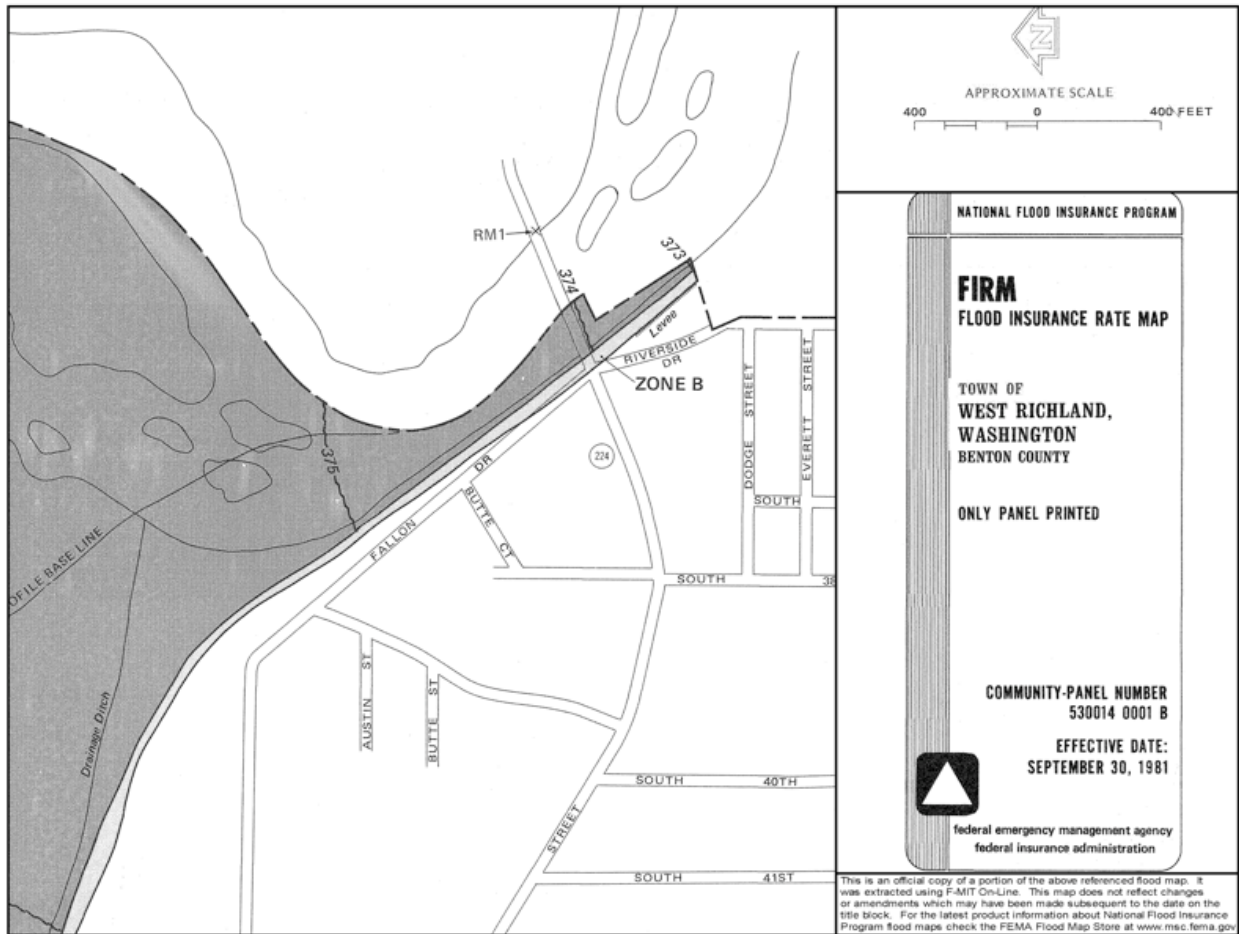 N
APPROXIMATE SCALE
400 0 400 FEET
NATIONAL FLOOD INSURANCE PROGRAM
FIRM
FLOOD INSURANCE RATE MAP
TOWN OF
WEST RICHLAND,
WASHINGTON
BENTON COUNTY
ONLY PANEL PRINTED
COMMUNITY-PANEL NUMBER
530014 0001 B
EFFECTIVE DATE:
SEPTEMBER 30, 1981
federal emergency management agency
federal insurance administration
This is an official copy of a portion of the above referenced flood map. It
was extracted using F-MIT On-Line. This map does not reflect changes
or amendments which may have been made subsequent to the date on the
title block. For the latest product information about National Flood Insurance
Program flood maps check the FEMA Flood Map Store at www.msc.fema.gov
RM1
373
374
Levee
RIVERSIDE
DR
ZONE B
375
224
DODGE STREET
EVERETT STREET
SOUTH
FALLON DR
BUTTE CT
OFILE BASE LINE
SOUTH 38
AUSTIN ST
BUTTE ST
Drainage Ditch
SOUTH 40TH
STREET
SOUTH 41ST